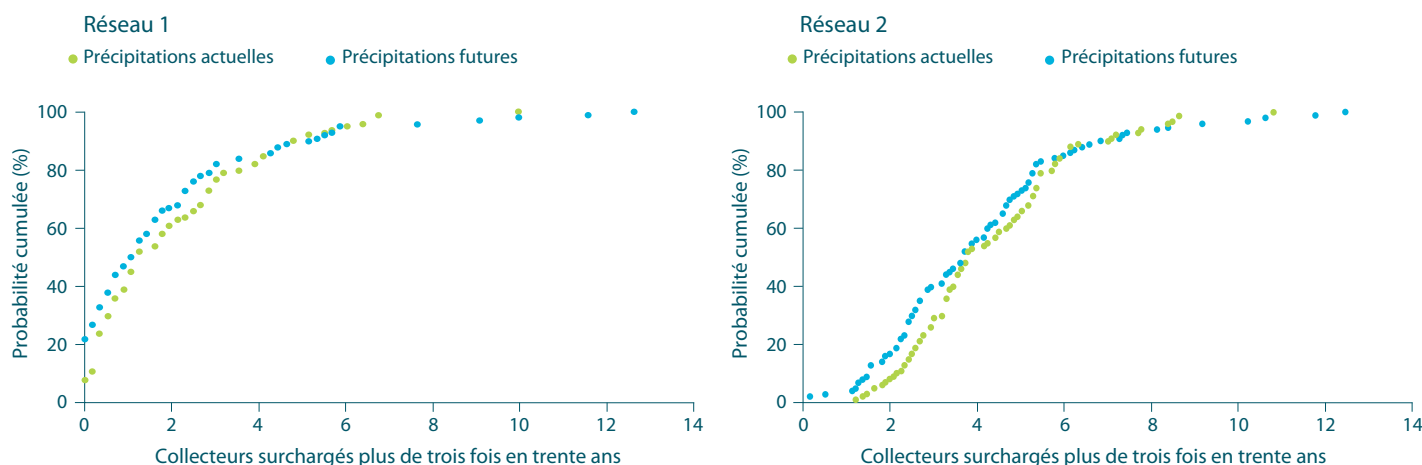 Réseau 1
Précipitations actuelles
Précipitations futures
Probabilité cumulée (%)
100
80
60
40
20
0
0 2 4 6 8 10 12 14
Collecteurs surchargés plus de trois fois en trente ans
Réseau 2
Précipitations actuelles
Précipitations futures
Probabilité cumulée (%)
100
80
60
40
20
0
0 2 4 6 8 10 12 14
Collecteurs surchargés plus de trois fois en trente ans